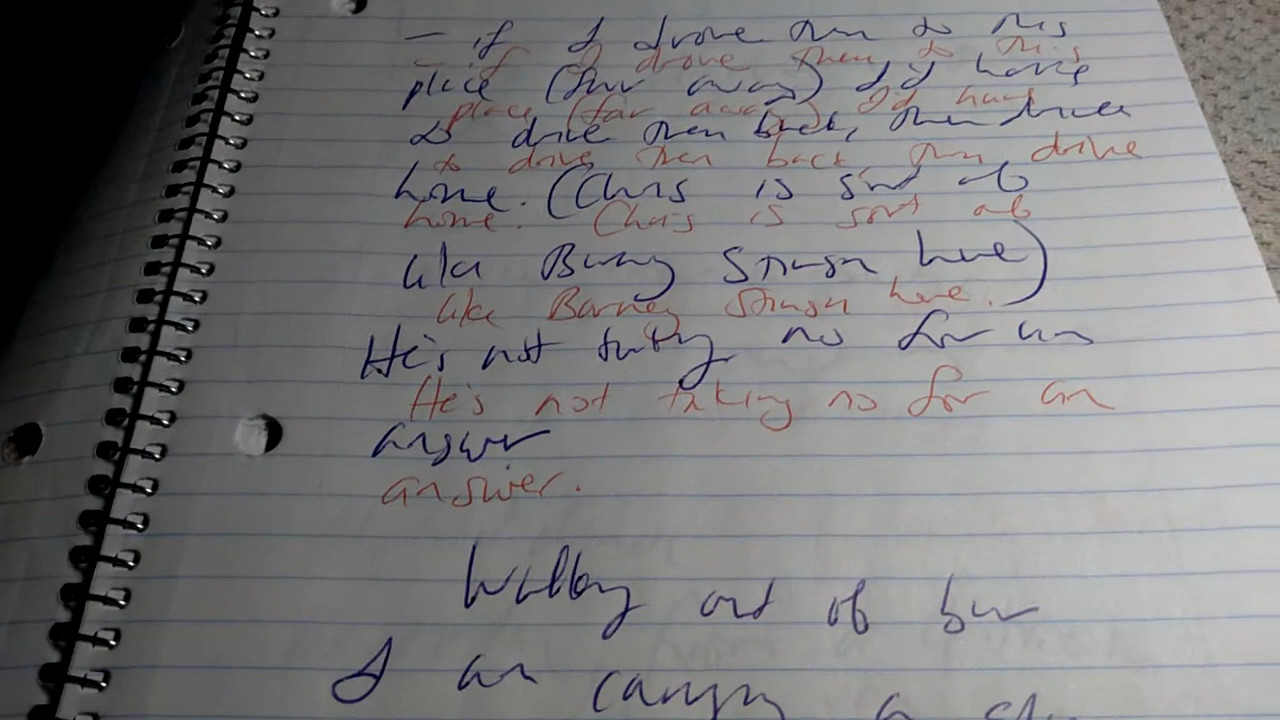 — if I drove them to this
— if I drove them to this
place (far away) I'd have
place (far away) I'd have
to drive them back, then drive
to drive them back, then drive
home. (Chris is sort of
home. (Chris is sort of
like Barney Stinson here)
like Barney Stinson here.
He's not taking no for an
He's not taking no for an
answer
answer.
Walking out of bar
I am carrying a